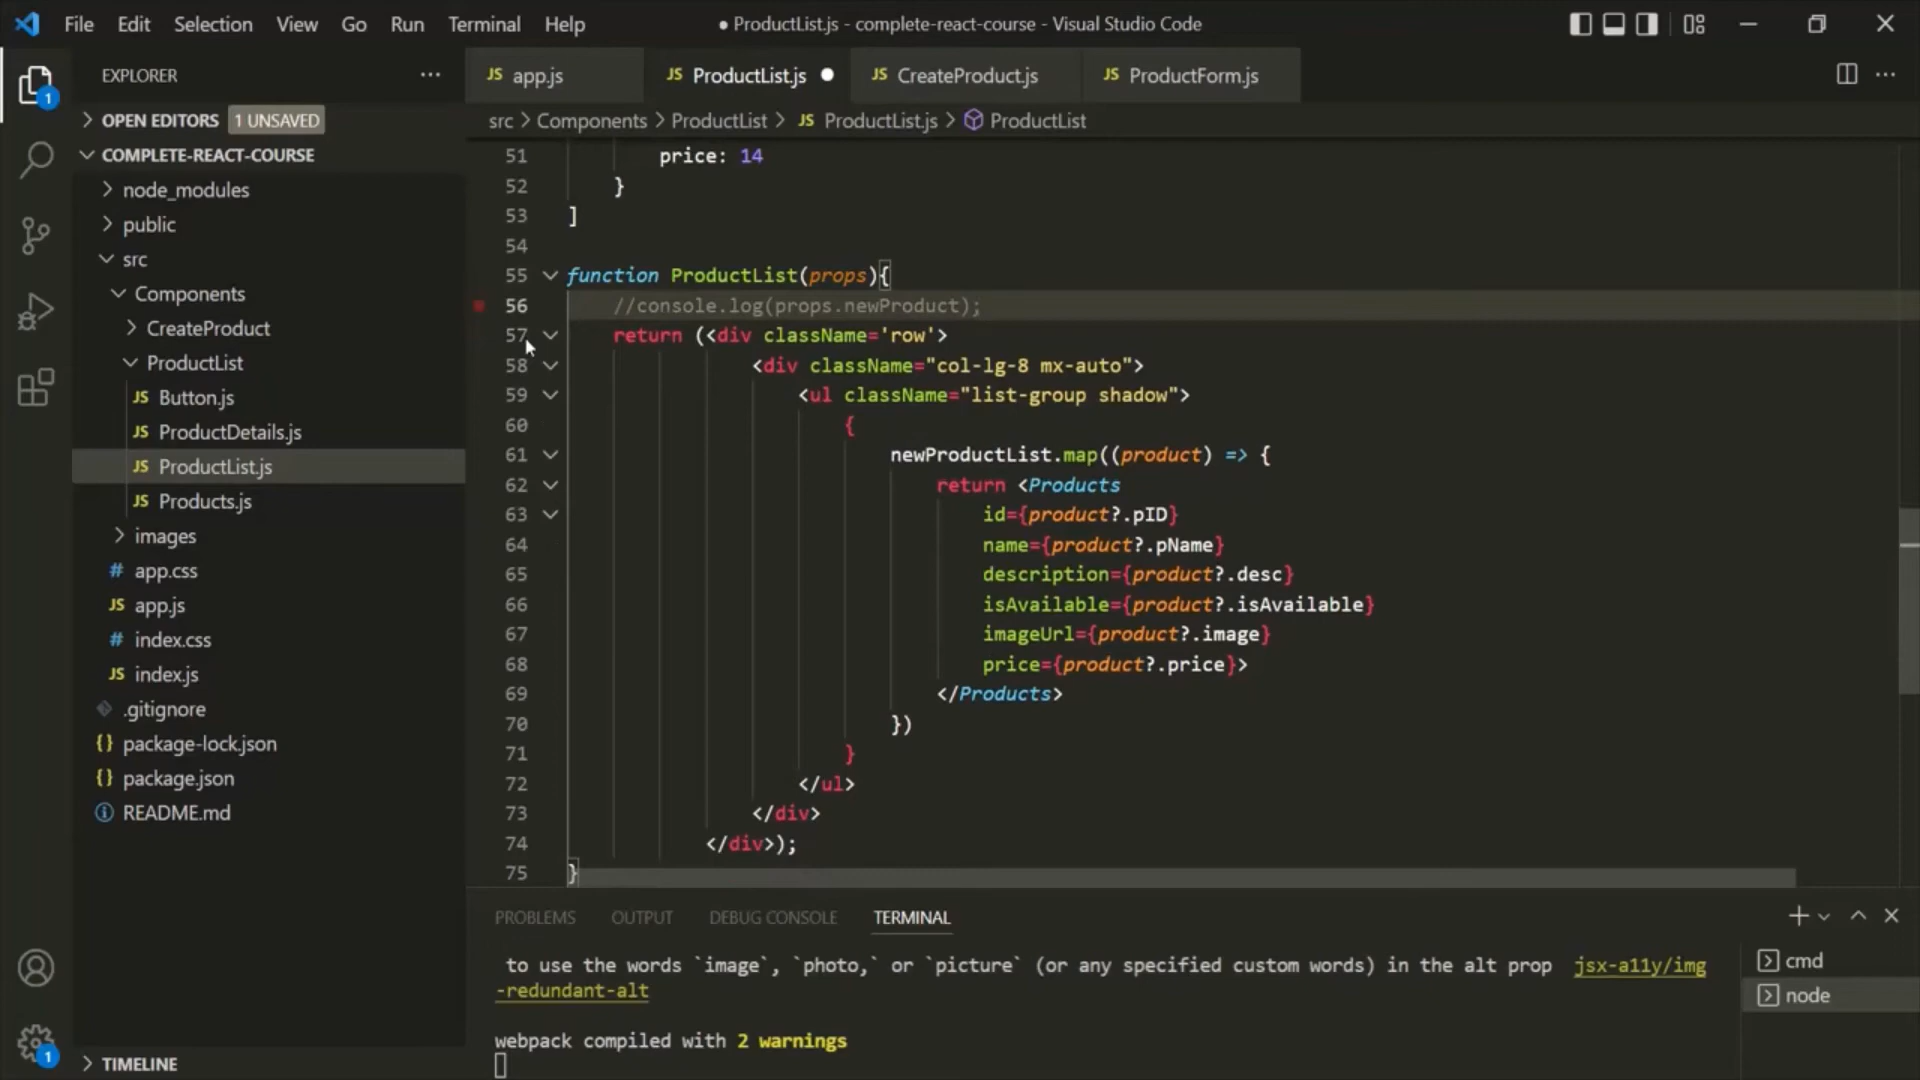 File Edit Selection View Go Run Terminal Help ● ProductList.js - complete-react-course - Visual Studio Code
EXPLORER
OPEN EDITORS 1 UNSAVED
COMPLETE-REACT-COURSE
node_modules
public
src
Components
CreateProduct
ProductList
JS Button.js
JS ProductDetails.js
JS ProductList.js
JS Products.js
images
# app.css
JS app.js
# index.css
JS index.js
.gitignore
{} package-lock.json
{} package.json
README.md
TIMELINE
1
1
JS app.js JS ProductList.js ● JS CreateProduct.js JS ProductForm.js
src > Components > ProductList > JS ProductList.js > ProductList
51 price: 14
52 }
53 ]
54
55 function ProductList(props){
56 //console.log(props.newProduct);
57 return (<div className='row'>
58 <div className="col-lg-8 mx-auto">
59 <ul className="list-group shadow">
60 {
61 newProductList.map((product) => {
62 return <Products
63 id={product?.pID}
64 name={product?.pName}
65 description={product?.desc}
66 isAvailable={product?.isAvailable}
67 imageUrl={product?.image}
68 price={product?.price}>
69 </Products>
70 })
71 }
72 </ul>
73 </div>
74 </div>);
75 }
PROBLEMS OUTPUT DEBUG CONSOLE TERMINAL
to use the words `image`, `photo,` or `picture` (or any specified custom words) in the alt prop jsx-a11y/img
-redundant-alt
webpack compiled with 2 warnings
cmd
node